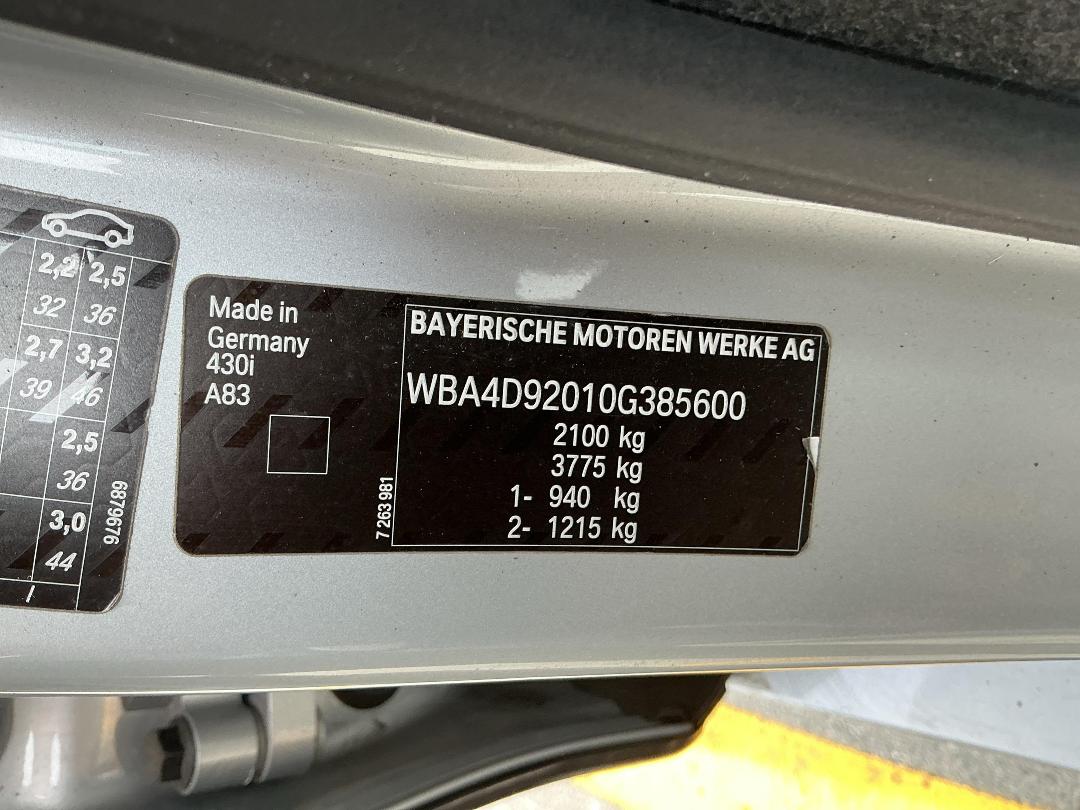 2,2 2,5
32 36
2,7 3,2
39 46
2,5
36
3,0
44
6879676
Made in
Germany
430i
A83
7 263 981
BAYERISCHE MOTOREN WERKE AG
WBA4D92010G385600
2100 kg
3775 kg
1- 940 kg
2- 1215 kg